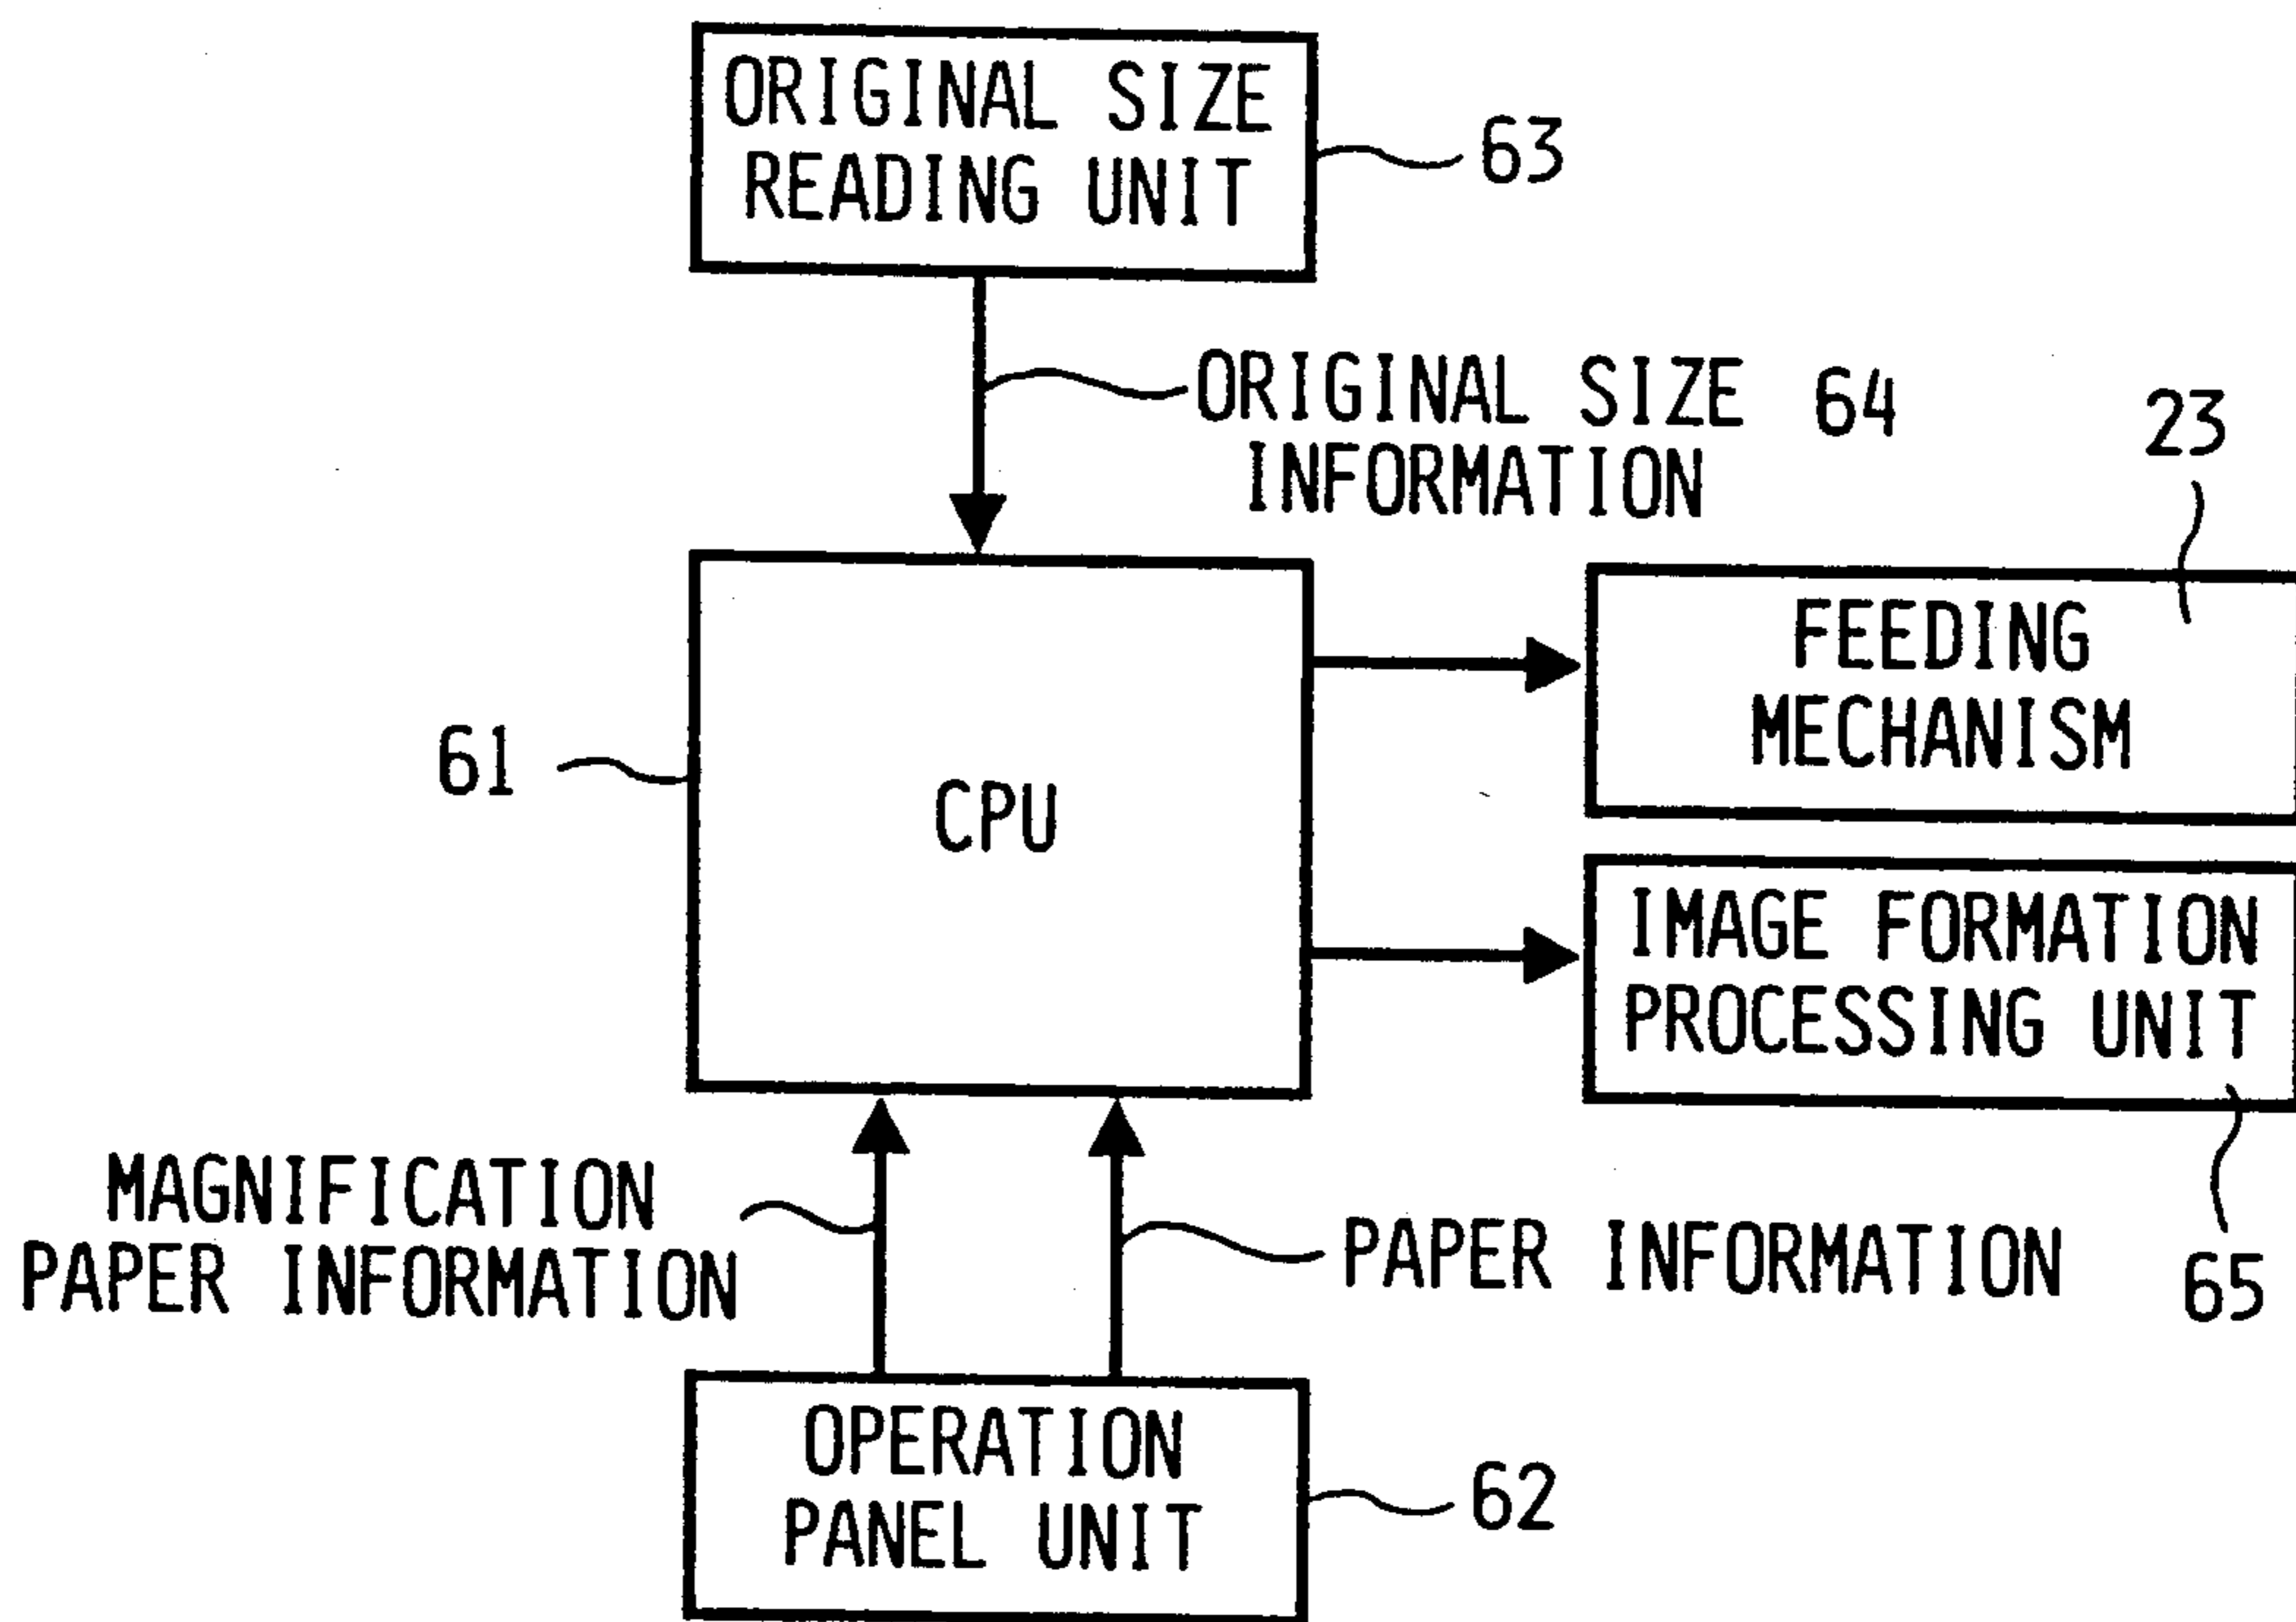 ORIGINAL SIZE
READING UNIT
63
ORIGINAL SIZE 64
INFORMATION
23
FEEDING
MECHANISM
61
CPU
IMAGE FORMATION
PROCESSING UNIT
MAGNIFICATION
PAPER INFORMATION
PAPER INFORMATION
65
OPERATION
PANEL UNIT
62